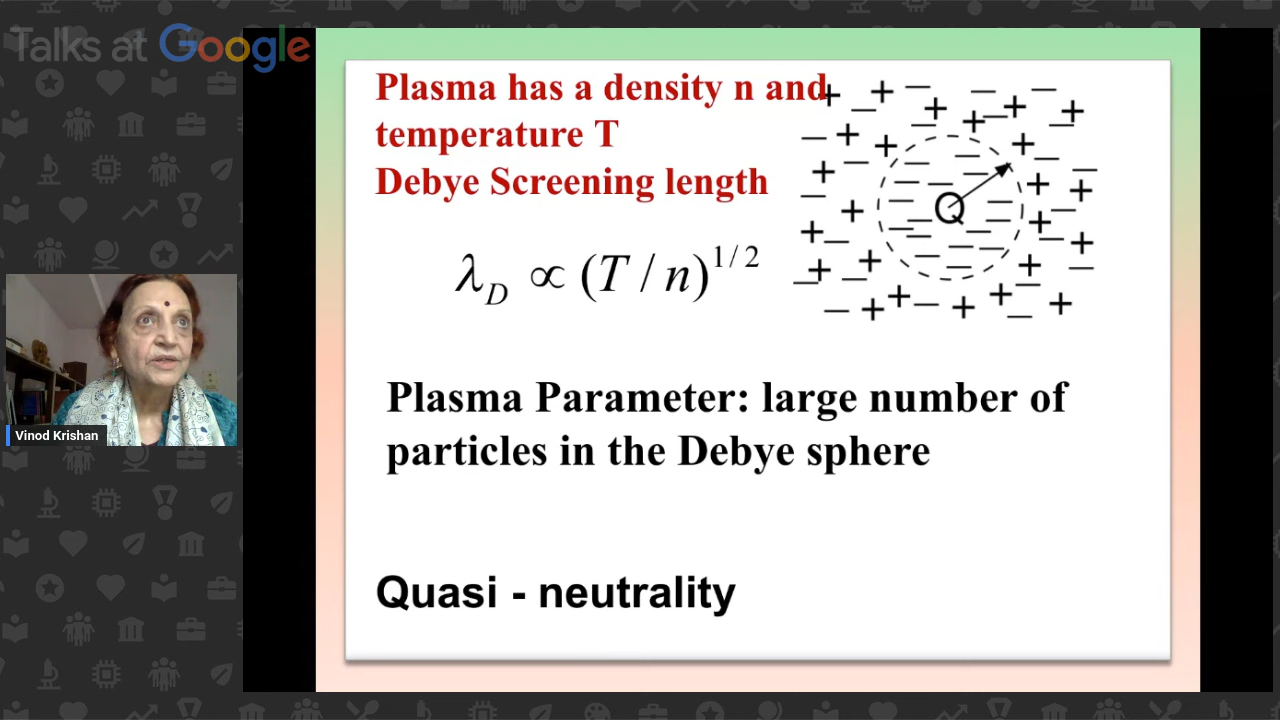 Talks at Google
Plasma has a density n and
temperature T
Debye Screening length
λ_D ∝ (T / n)^{1/2}
Q
Plasma Parameter: large number of
particles in the Debye sphere
Vinod Krishan
Quasi - neutrality